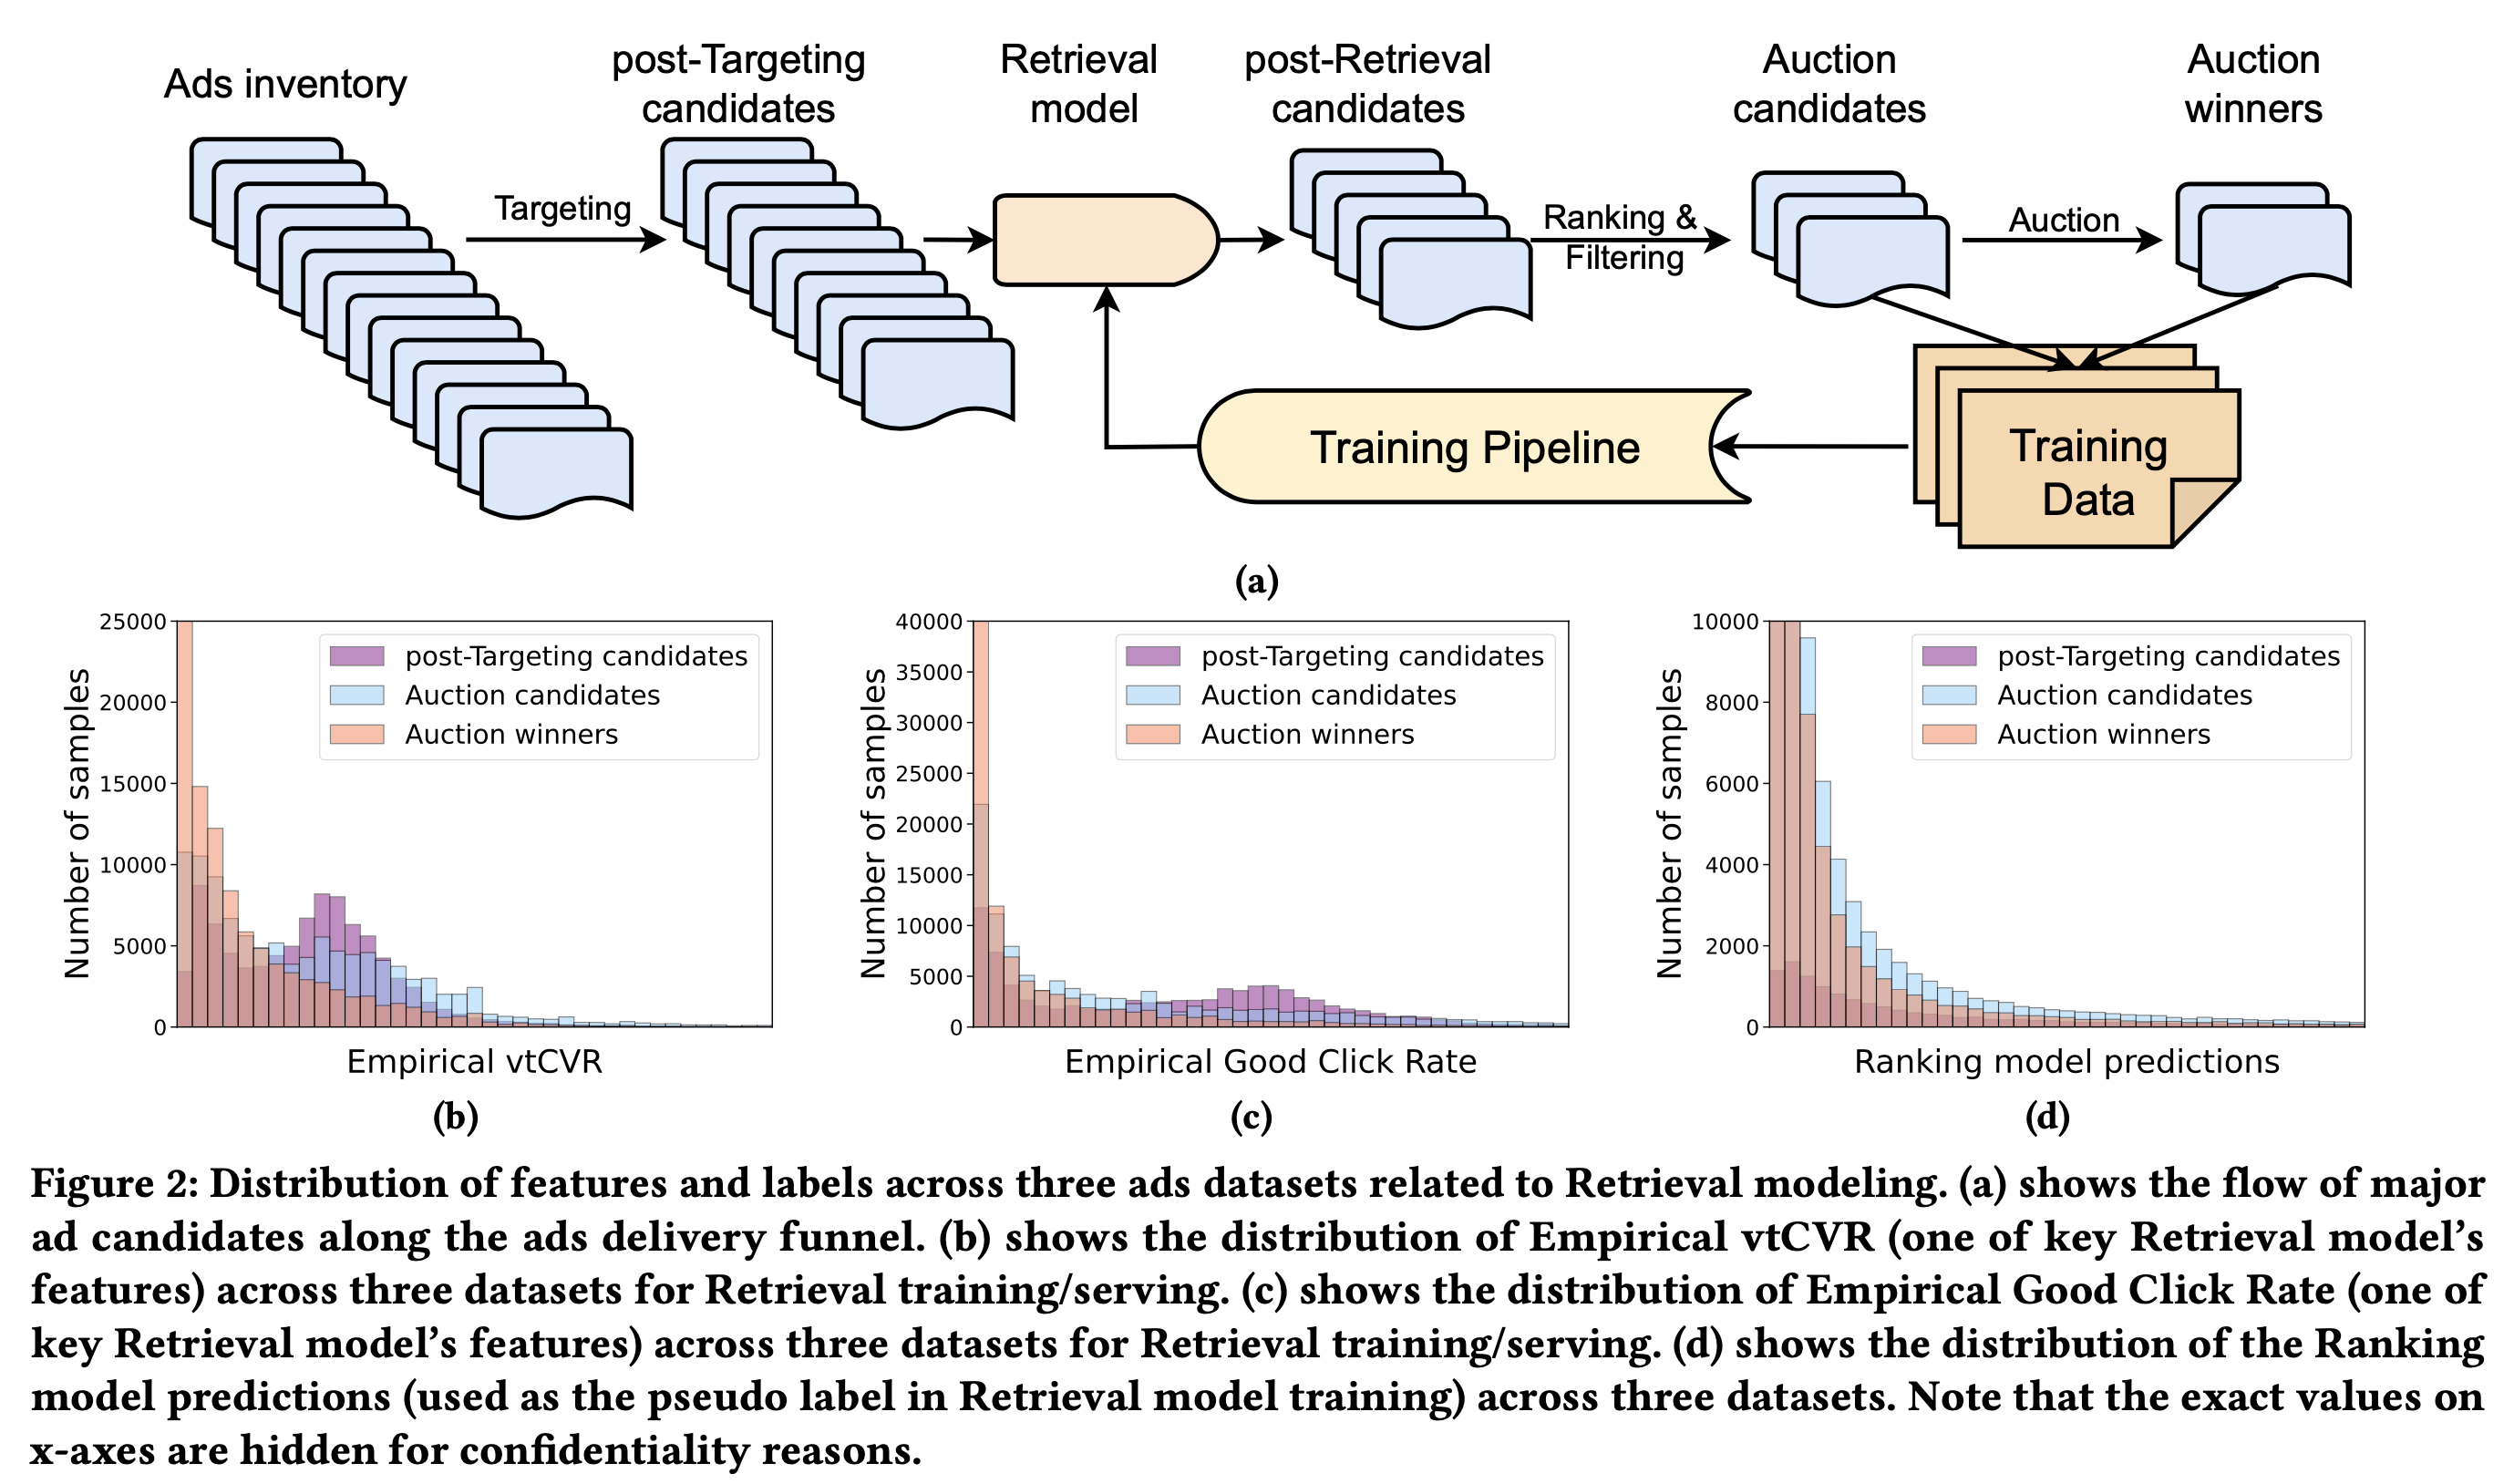 Ads inventory
post-Targeting
candidates
Retrieval
model
post-Retrieval
candidates
Auction
candidates
Auction
winners
Targeting
Ranking &
Filtering
Auction
Training Pipeline
Training
Data
(a)
25000
20000
15000
10000
5000
0
Number of samples
post-Targeting candidates
Auction candidates
Auction winners
Empirical vtCVR
(b)
40000
35000
30000
25000
20000
15000
10000
5000
0
Number of samples
post-Targeting candidates
Auction candidates
Auction winners
Empirical Good Click Rate
(c)
10000
8000
6000
4000
2000
0
Number of samples
post-Targeting candidates
Auction candidates
Auction winners
Ranking model predictions
(d)
Figure 2: Distribution of features and labels across three ads datasets related to Retrieval modeling. (a) shows the flow of major
ad candidates along the ads delivery funnel. (b) shows the distribution of Empirical vtCVR (one of key Retrieval model’s
features) across three datasets for Retrieval training/serving. (c) shows the distribution of Empirical Good Click Rate (one of
key Retrieval model’s features) across three datasets for Retrieval training/serving. (d) shows the distribution of the Ranking
model predictions (used as the pseudo label in Retrieval model training) across three datasets. Note that the exact values on
x-axes are hidden for confidentiality reasons.